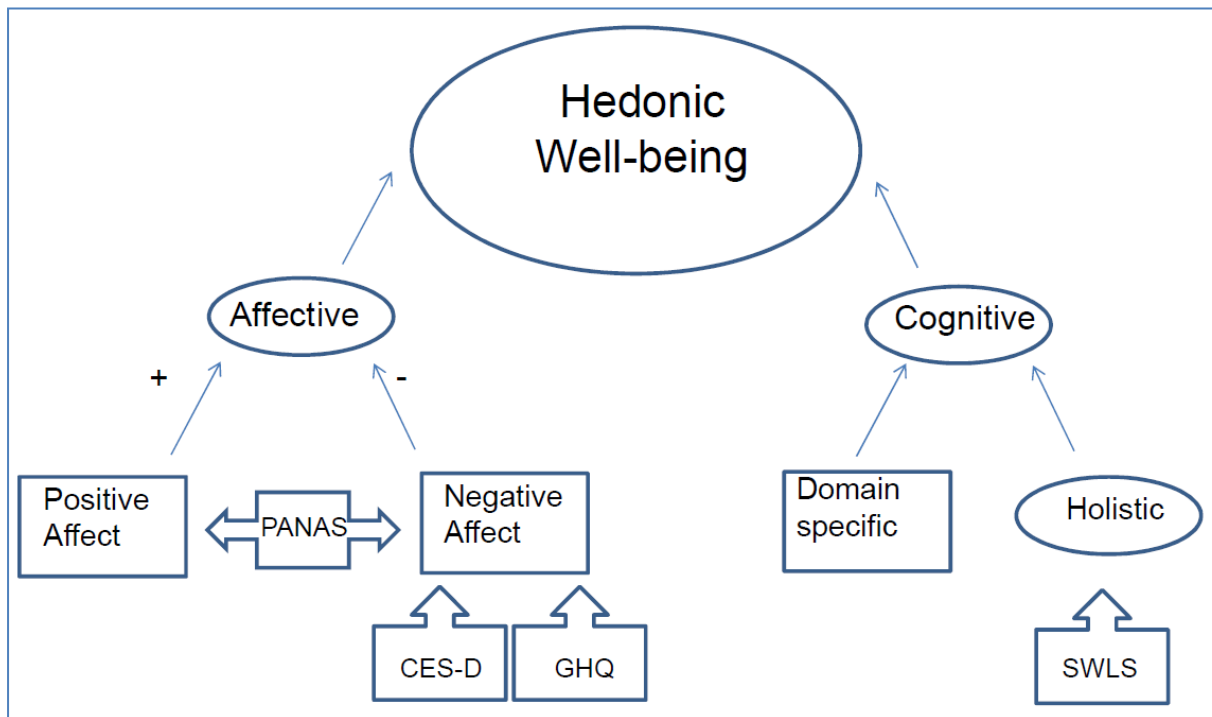 Hedonic
Well-being
Affective
Cognitive
+
-
Positive
Affect
PANAS
Negative
Affect
Domain
specific
Holistic
CES-D
GHQ
SWLS